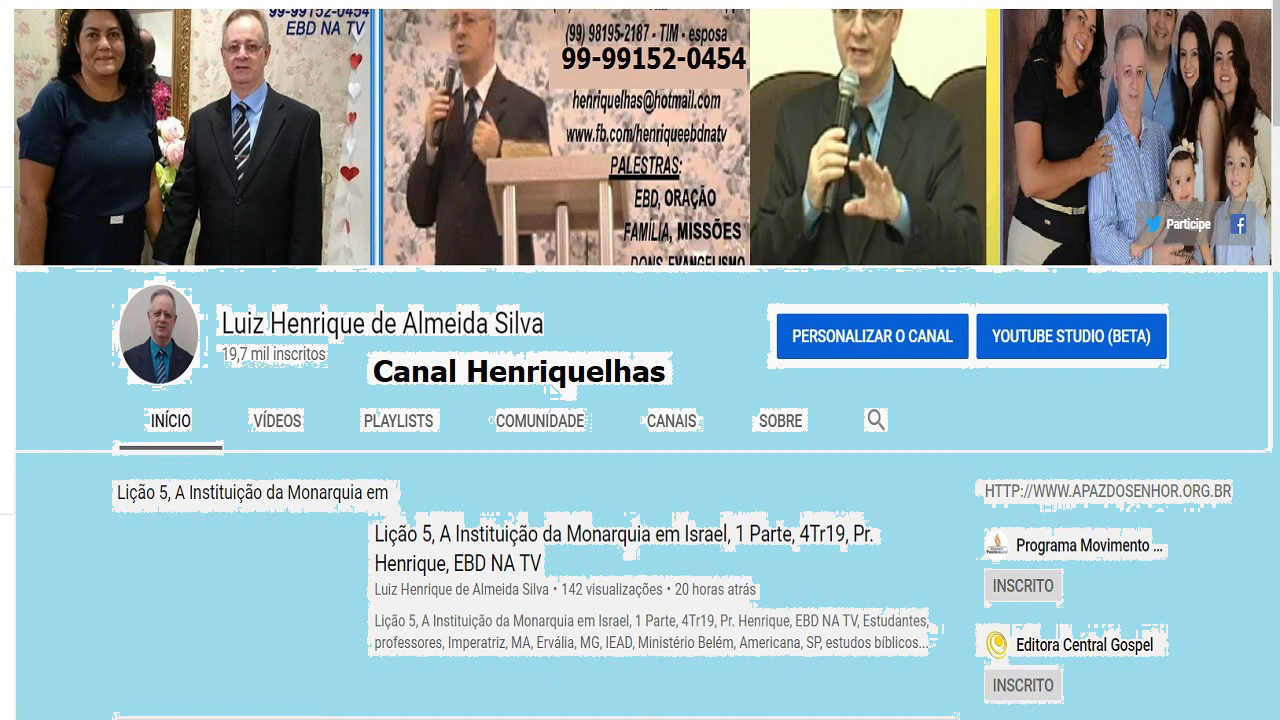 99-99152-0454
EBD NA TV
(99) 98195-2187 - TIM - esposa
99-99152-0454
henriquelhas@hotmail.com
www.fb.com/henriqueebdnatv
PALESTRAS:
EBD, ORAÇÃO
FAMÍLIA, MISSÕES
DONS, EVANGELISMO
Participe
Luiz Henrique de Almeida Silva
19,7 mil inscritos
Canal Henriquelhas
PERSONALIZAR O CANAL
YOUTUBE STUDIO (BETA)
INÍCIO VÍDEOS PLAYLISTS COMUNIDADE CANAIS SOBRE
Lição 5, A Instituição da Monarquia em
Lição 5, A Instituição da Monarquia em Israel, 1 Parte, 4Tr19, Pr.
Henrique, EBD NA TV
Luiz Henrique de Almeida Silva • 142 visualizações • 20 horas atrás
Lição 5, A Instituição da Monarquia em Israel, 1 Parte, 4Tr19, Pr. Henrique, EBD NA TV, Estudantes,
professores, Imperatriz, MA, Ervália, MG, IEAD, Ministério Belém, Americana, SP, estudos bíblicos...
HTTP://WWW.APAZDOSENHOR.ORG.BR
Programa Movimento ...
INSCRITO
Editora Central Gospel
INSCRITO